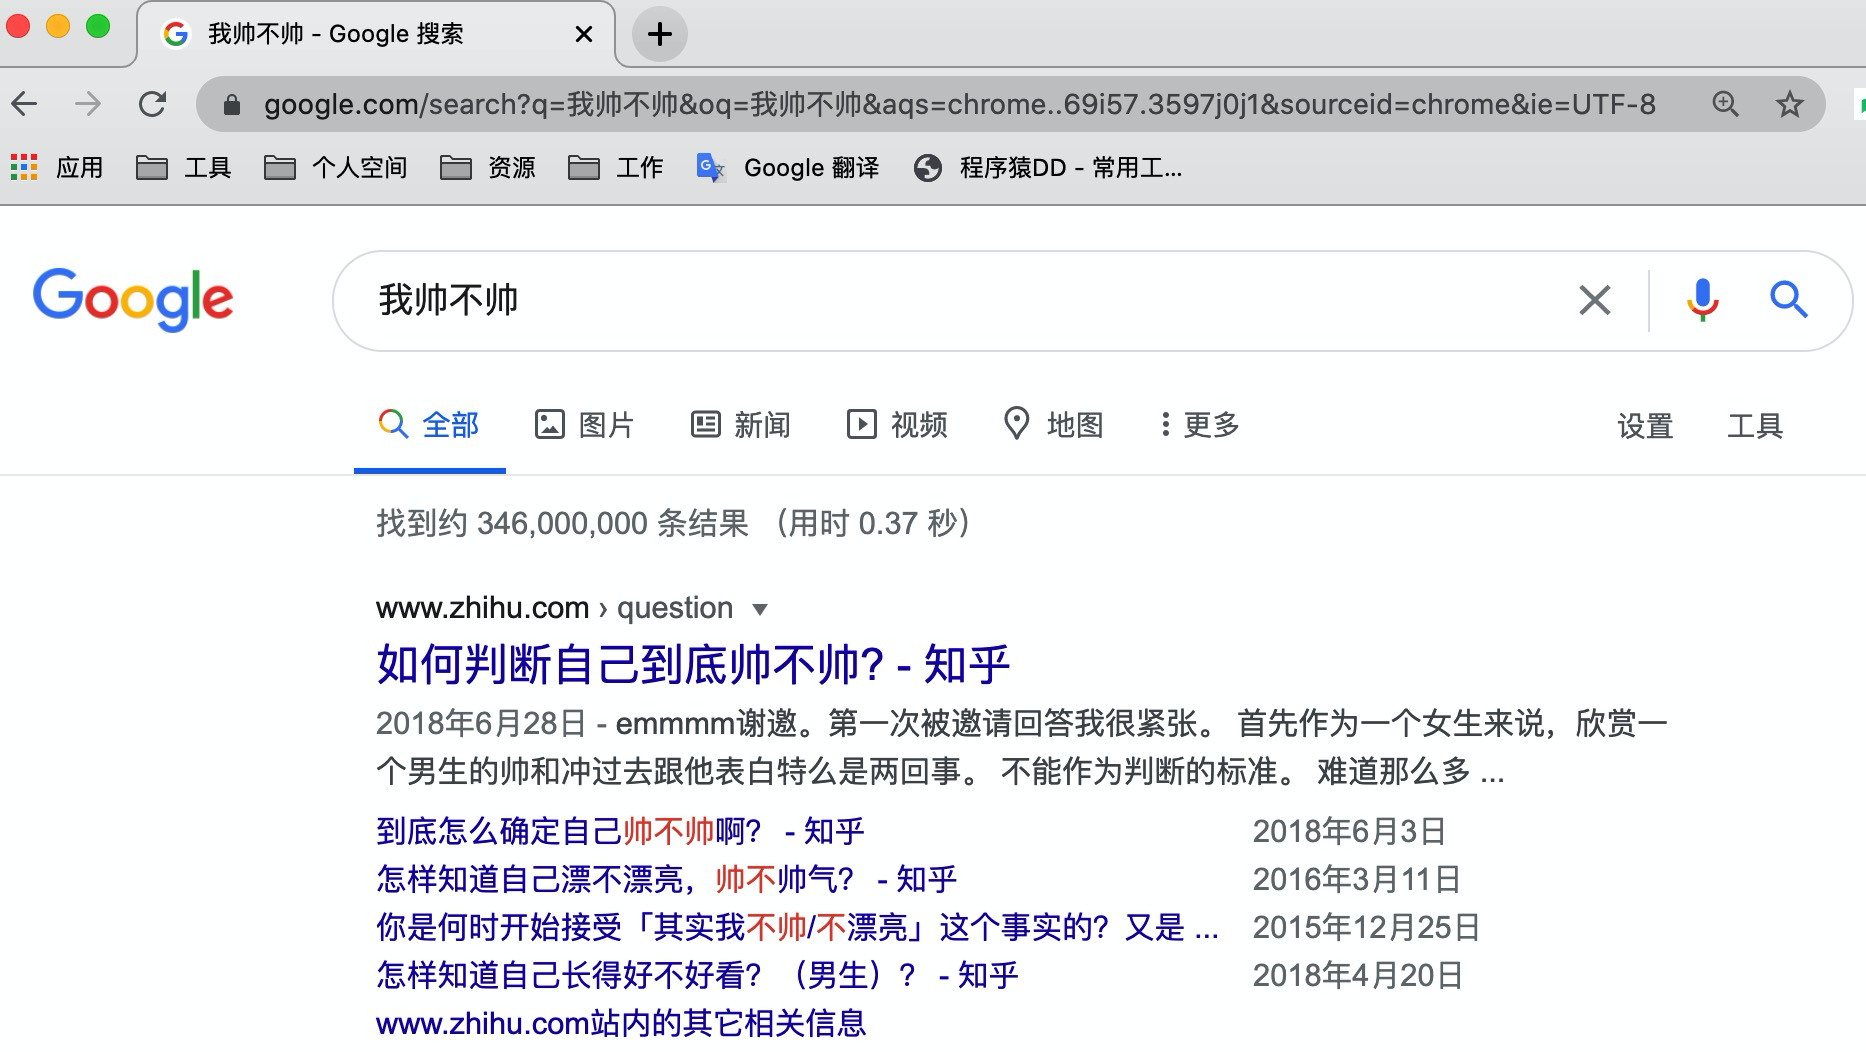 我帅不帅 - Google 搜索
google.com/search?q=我帅不帅&oq=我帅不帅&aqs=chrome..69i57.3597j0j1&sourceid=chrome&ie=UTF-8
应用 工具 个人空间 资源 工作 Google 翻译 程序猿DD - 常用工...
Google 我帅不帅
全部 图片 新闻 视频 地图 更多 设置 工具
找到约 346,000,000 条结果 （用时 0.37 秒）
www.zhihu.com › question
如何判断自己到底帅不帅? - 知乎
2018年6月28日 - emmmm谢邀。第一次被邀请回答我很紧张。 首先作为一个女生来说，欣赏一
个男生的帅和冲过去跟他表白特么是两回事。 不能作为判断的标准。 难道那么多 ...
到底怎么确定自己帅不帅啊？ - 知乎 2018年6月3日
怎样知道自己漂不漂亮，帅不帅气？ - 知乎 2016年3月11日
你是何时开始接受「其实我不帅/不漂亮」这个事实的？又是 ... 2015年12月25日
怎样知道自己长得好不好看？（男生）？ - 知乎 2018年4月20日
www.zhihu.com站内的其它相关信息